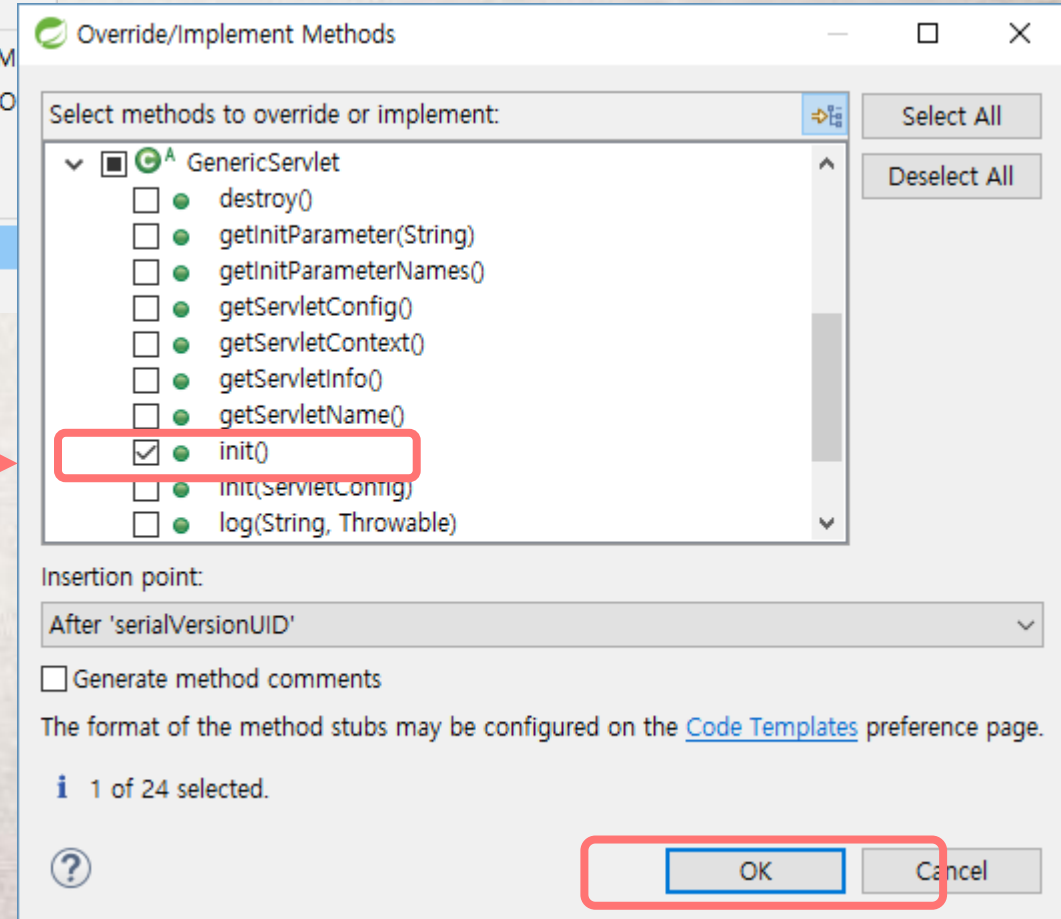 Override/Implement Methods
M
O
Select methods to override or implement:
Select All
Deselect All
GenericServlet
destroy()
getInitParameter(String)
getInitParameterNames()
getServletConfig()
getServletContext()
getServletInfo()
getServletName()
init()
init(ServletConfig)
log(String, Throwable)
Insertion point:
After 'serialVersionUID'
Generate method comments
The format of the method stubs may be configured on the Code Templates preference page.
1 of 24 selected.
OK
Cancel